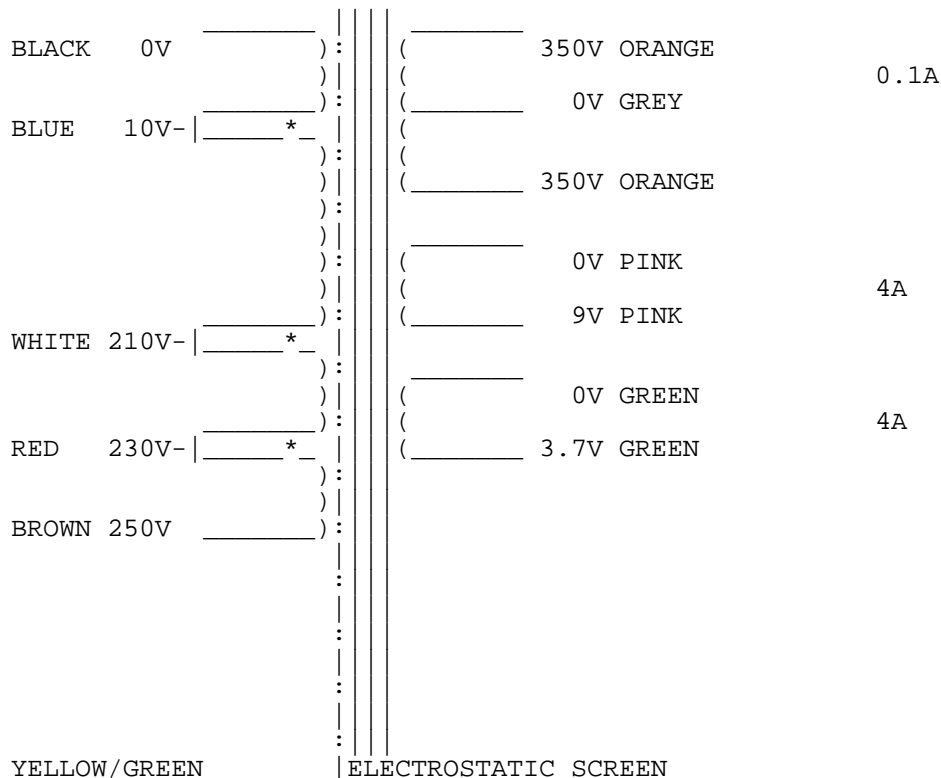 BLACK 0V 350V ORANGE
0.1A
0V GREY
BLUE 10V
350V ORANGE
0V PINK
4A
9V PINK
WHITE 210V
0V GREEN
4A
RED 230V 3.7V GREEN
BROWN 250V
YELLOW/GREEN ELECTROSTATIC SCREEN